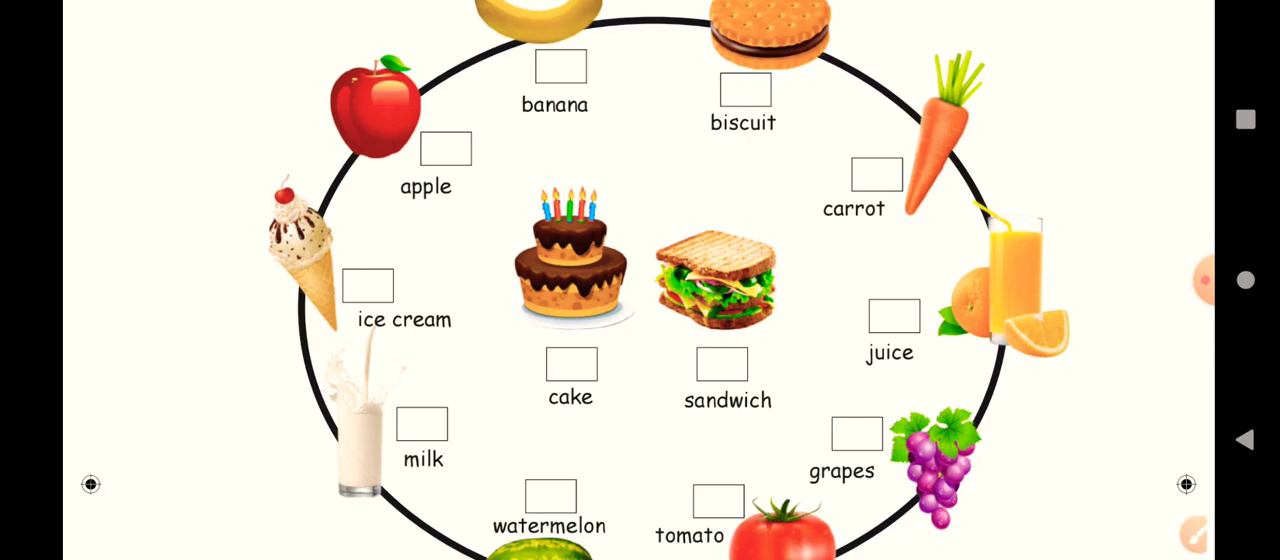 banana
biscuit
apple
carrot
ice cream
juice
cake
sandwich
milk
grapes
watermelon
tomato